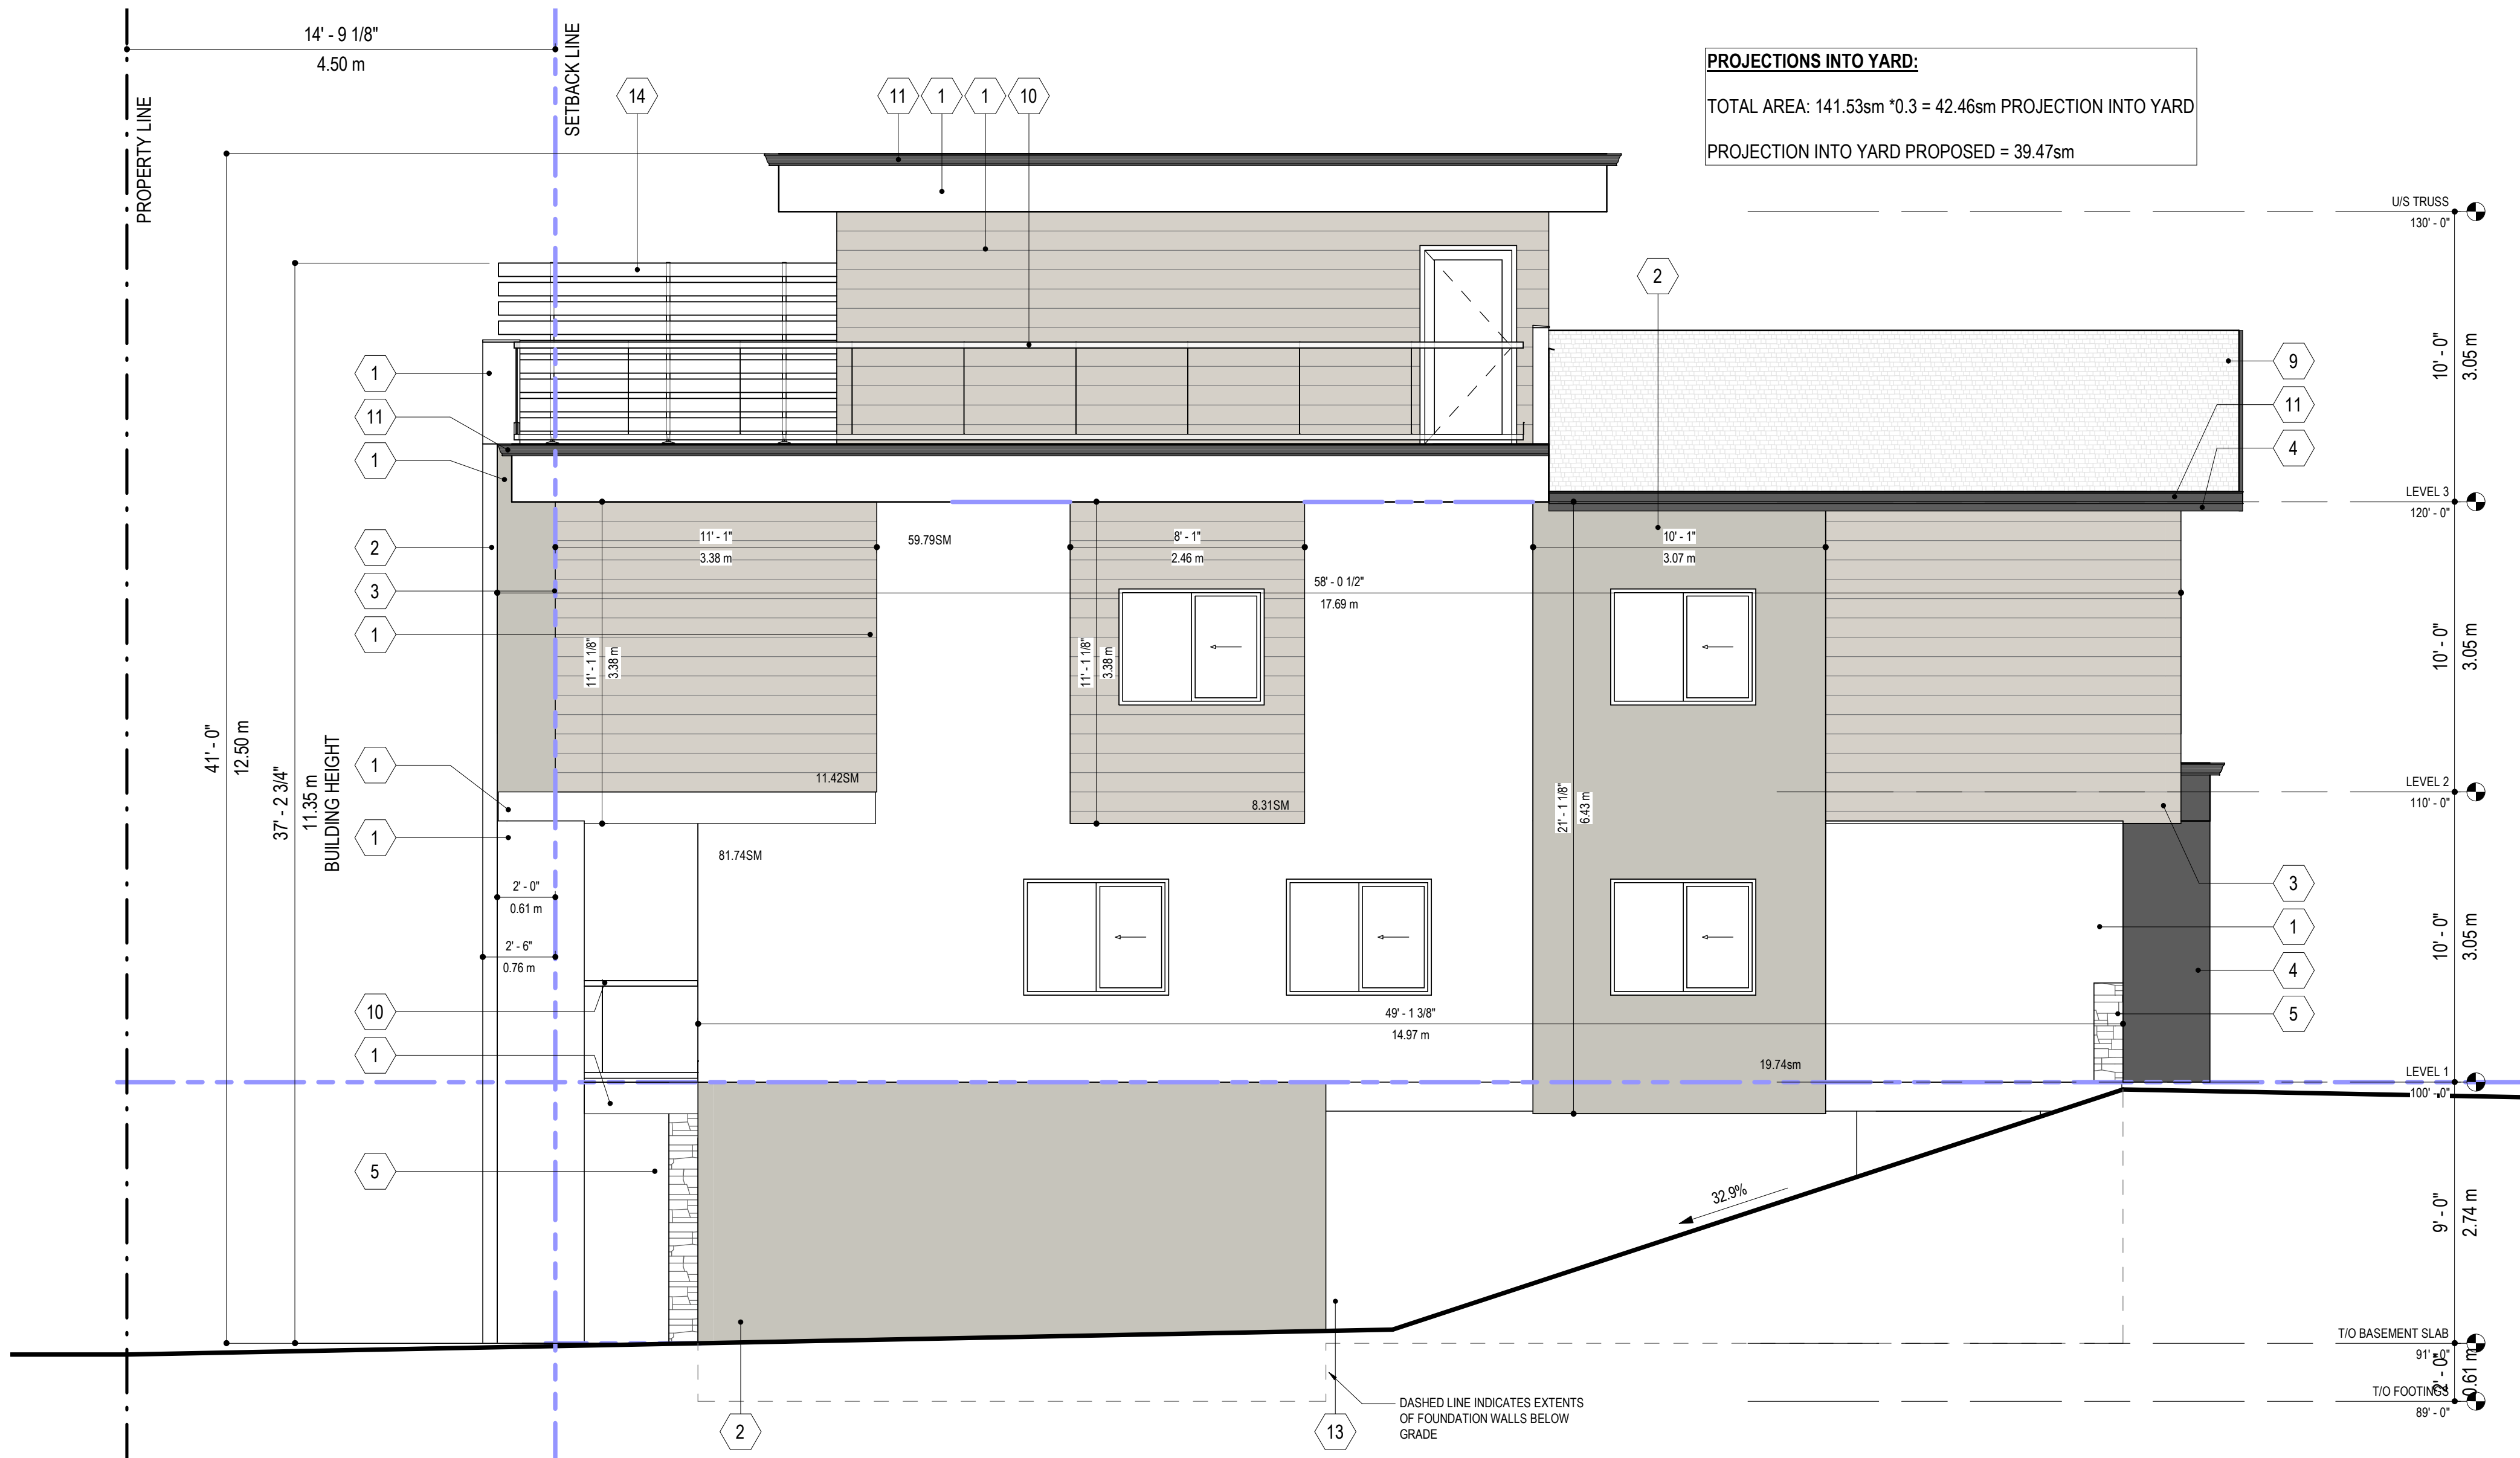 14' - 9 1/8"
4.50 m
PROPERTY LINE
SETBACK LINE
14
11
1
1
10
PROJECTIONS INTO YARD:
TOTAL AREA: 141.53sm *0.3 = 42.46sm PROJECTION INTO YARD
PROJECTION INTO YARD PROPOSED = 39.47sm
U/S TRUSS
130' - 0"
2
1
10
9
10' - 0"
3.05 m
11
11
1
4
LEVEL 3
120' - 0"
2
11' - 1"
3.38 m
59.79SM
8' - 1"
2.46 m
10' - 1"
3.07 m
3
58' - 0 1/2"
17.69 m
1
11' - 1 1/8"
3.38 m
11' - 1 1/8"
3.38 m
10' - 0"
3.05 m
41' - 0"
12.50 m
37' - 2 3/4"
11.35 m
BUILDING HEIGHT
1
11.42SM
8.31SM
21' - 1 1/8"
6.43 m
LEVEL 2
110' - 0"
1
81.74SM
2' - 0"
0.61 m
3
2' - 6"
0.76 m
1
10' - 0"
3.05 m
4
10
49' - 1 3/8"
14.97 m
5
1
19.74sm
LEVEL 1
100' - 0"
5
32.9%
9' - 0"
2.74 m
T/O BASEMENT SLAB
91' - 0"
2' - 0"
0.61 m
T/O FOOTINGS
89' - 0"
2
13
DASHED LINE INDICATES EXTENTS
OF FOUNDATION WALLS BELOW
GRADE